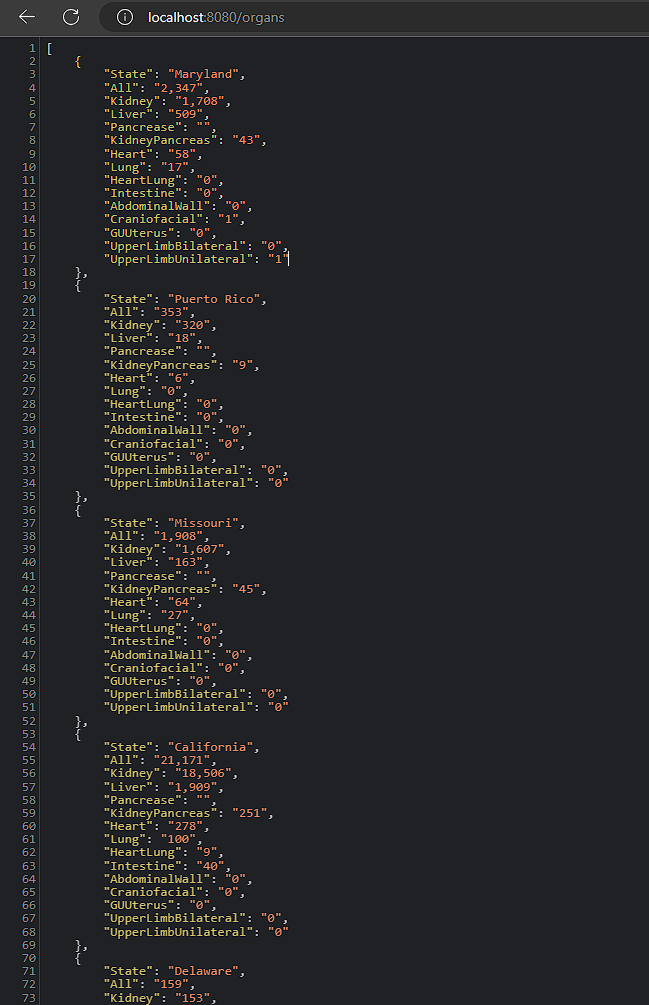 localhost:8080/organs
1 [
2 {
3 "State": "Maryland",
4 "All": "2,347",
5 "Kidney": "1,708",
6 "Liver": "509",
7 "Pancrease": "",
8 "KidneyPancreas": "43",
9 "Heart": "58",
10 "Lung": "17",
11 "HeartLung": "0",
12 "Intestine": "0",
13 "AbdominalWall": "0",
14 "Craniofacial": "1",
15 "GUUterus": "0",
16 "UpperLimbBilateral": "0",
17 "UpperLimbUnilateral": "1"
18 },
19 {
20 "State": "Puerto Rico",
21 "All": "353",
22 "Kidney": "320",
23 "Liver": "18",
24 "Pancrease": "",
25 "KidneyPancreas": "9",
26 "Heart": "6",
27 "Lung": "0",
28 "HeartLung": "0",
29 "Intestine": "0",
30 "AbdominalWall": "0",
31 "Craniofacial": "0",
32 "GUUterus": "0",
33 "UpperLimbBilateral": "0",
34 "UpperLimbUnilateral": "0"
35 },
36 {
37 "State": "Missouri",
38 "All": "1,908",
39 "Kidney": "1,607",
40 "Liver": "163",
41 "Pancrease": "",
42 "KidneyPancreas": "45",
43 "Heart": "64",
44 "Lung": "27",
45 "HeartLung": "0",
46 "Intestine": "0",
47 "AbdominalWall": "0",
48 "Craniofacial": "0",
49 "GUUterus": "0",
50 "UpperLimbBilateral": "0",
51 "UpperLimbUnilateral": "0"
52 },
53 {
54 "State": "California",
55 "All": "21,171",
56 "Kidney": "18,506",
57 "Liver": "1,909",
58 "Pancrease": "",
59 "KidneyPancreas": "251",
60 "Heart": "278",
61 "Lung": "100",
62 "HeartLung": "9",
63 "Intestine": "40",
64 "AbdominalWall": "0",
65 "Craniofacial": "0",
66 "GUUterus": "0",
67 "UpperLimbBilateral": "0",
68 "UpperLimbUnilateral": "0"
69 },
70 {
71 "State": "Delaware",
72 "All": "159",
73 "Kidney": "153",